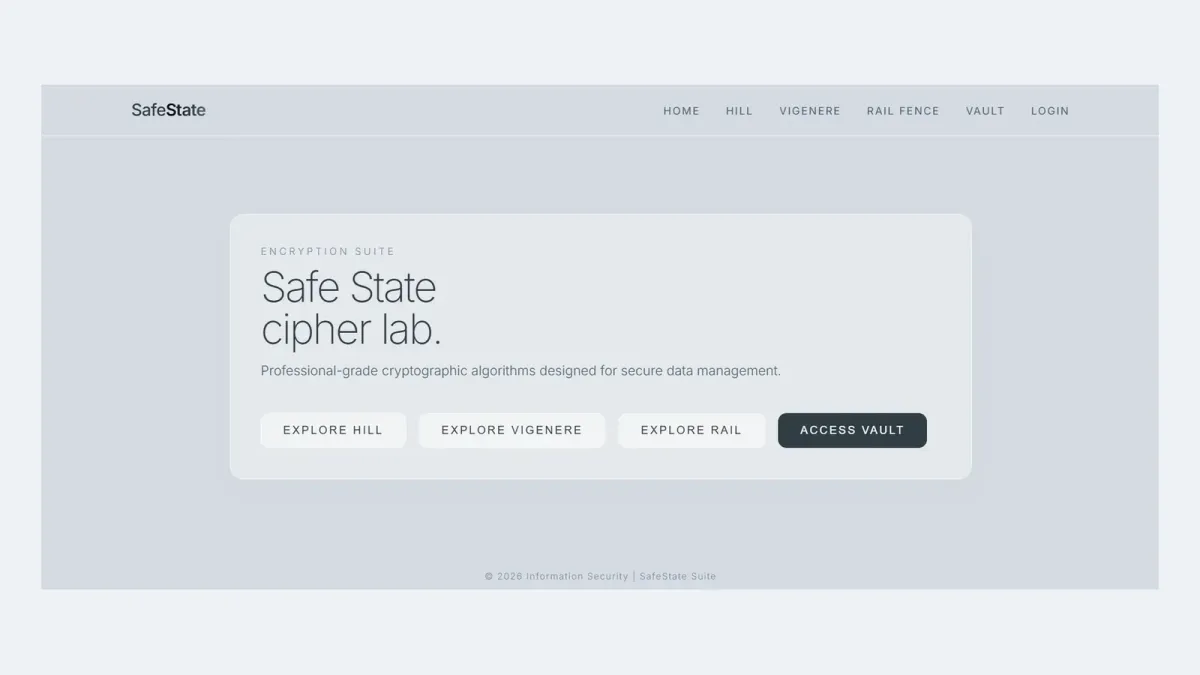 SafeState
HOME HILL VIGENERE RAIL FENCE VAULT LOGIN
ENCRYPTION SUITE
Safe State
cipher lab.
Professional-grade cryptographic algorithms designed for secure data management.
EXPLORE HILL EXPLORE VIGENERE EXPLORE RAIL ACCESS VAULT
© 2026 Information Security | SafeState Suite